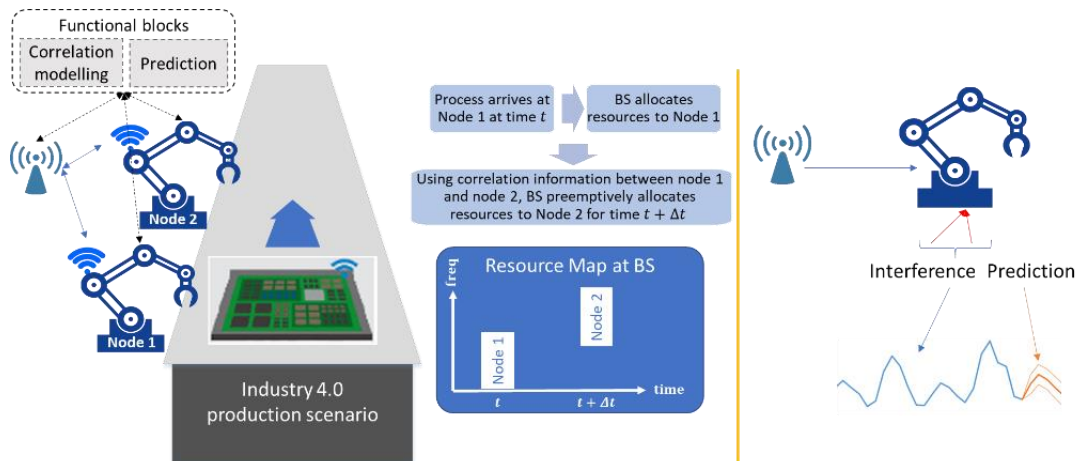 Functional blocks
Correlation
modelling
Prediction
Node 2
Node 1
Industry 4.0
production scenario
Process arrives at
Node 1 at time t
BS allocates
resources to Node 1
Using correlation information between node 1
and node 2, BS preemptively allocates
resources to Node 2 for time t + Δt
Resource Map at BS
freq
Node 1
Node 2
time
t
t + Δt
Interference Prediction